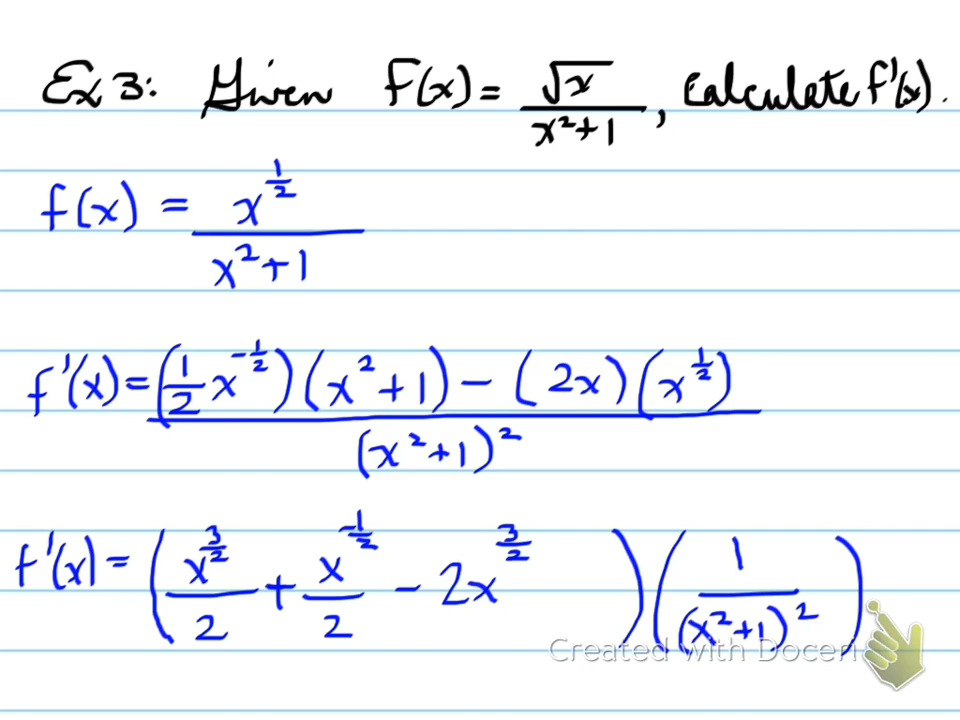 Ex 3: Given F(x) = √x / (x² + 1), calculate f'(x).
f(x) = x^(1/2) / (x² + 1)
f'(x) = ((1/2 x^(-1/2))(x² + 1) − (2x)(x^(1/2))) / (x² + 1)²
f'(x) = (x^(3/2)/2 + x^(-1/2)/2 − 2x^(3/2)) (1/(x² + 1)²)
Created with Doceri